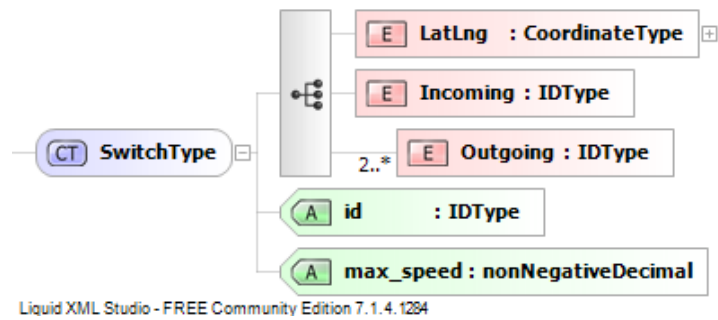 E LatLng : CoordinateType
E Incoming : IDType
CT SwitchType
2..* E Outgoing : IDType
A id : IDType
A max_speed : nonNegativeDecimal
Liquid XML Studio - FREE Community Edition 7.1.4.1284